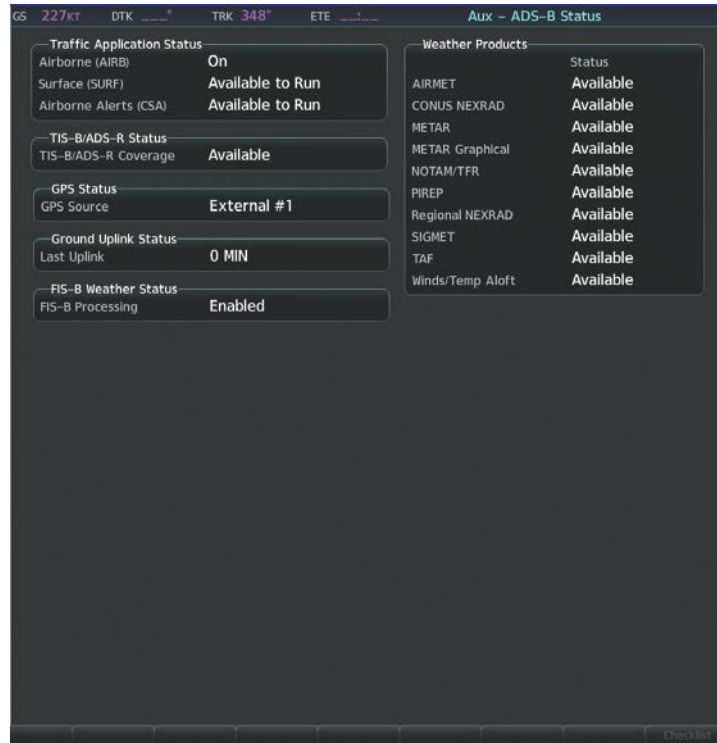 GS 227KT DTK ___° TRK 348° ETE __:__ Aux – ADS–B Status
Traffic Application Status
Airborne (AIRB) On
Surface (SURF) Available to Run
Airborne Alerts (CSA) Available to Run
TIS–B/ADS–R Status
TIS–B/ADS–R Coverage Available
GPS Status
GPS Source External #1
Ground Uplink Status
Last Uplink 0 MIN
FIS–B Weather Status
FIS–B Processing Enabled
Weather Products
Status
AIRMET Available
CONUS NEXRAD Available
METAR Available
METAR Graphical Available
NOTAM/TFR Available
PIREP Available
Regional NEXRAD Available
SIGMET Available
TAF Available
Winds/Temp Aloft Available
Checklist